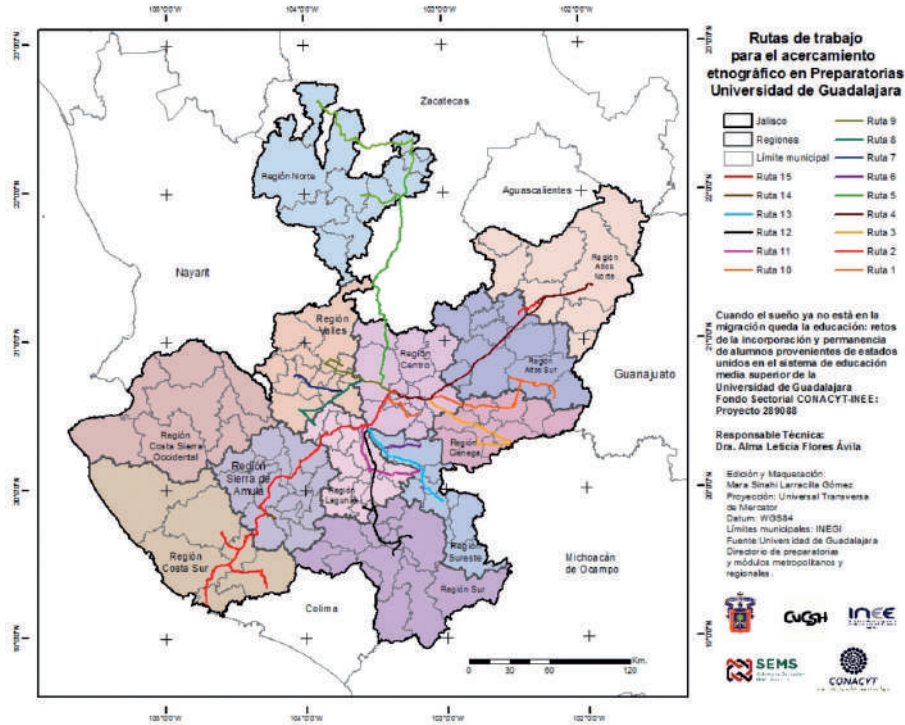 Rutas de trabajo
para el acercamiento
etnográfico en Preparatorias
Universidad de Guadalajara
Jalisco
Regiones
Límite municipal
Ruta 15
Ruta 14
Ruta 13
Ruta 12
Ruta 11
Ruta 10
Ruta 9
Ruta 8
Ruta 7
Ruta 6
Ruta 5
Ruta 4
Ruta 3
Ruta 2
Ruta 1
Cuando el sueño ya no está en la
migración queda la educación: retos
de la incorporación y permanencia
de alumnos provenientes de estados
unidos en el sistema de educación
media superior de la
Universidad de Guadalajara
Fondo Sectorial CONACYT-INEE:
Proyecto 289088
Responsable Técnica:
Dra. Alma Leticia Flores Ávila
Edición y Maquetación:
Mara Sinahi Larracilla Gómez
Proyección: Universal Transversa
de Mercator
Datum: WGS84
Límites municipales: INEGI
Fuente:Universidad de Guadalajara
Directorio de preparatorias
y módulos metropolitanos y
regionales.
CUCSH
INEE
SEMS
CONACYT
Zacatecas
Región Norte
Aguascalientes
Nayarit
Región
Altos
Norte
Región
Valles
Región
Centro
Región
Altos Sur
Guanajuato
Región
Costa Sierra
Occidental
Región
Sierra de
Amula
Región
Ciénega
Región
Lagunas
Región
Costa Sur
Región
Sureste
Michoacán
de Ocampo
Región Sur
Colima
0 30 60 120
Km.